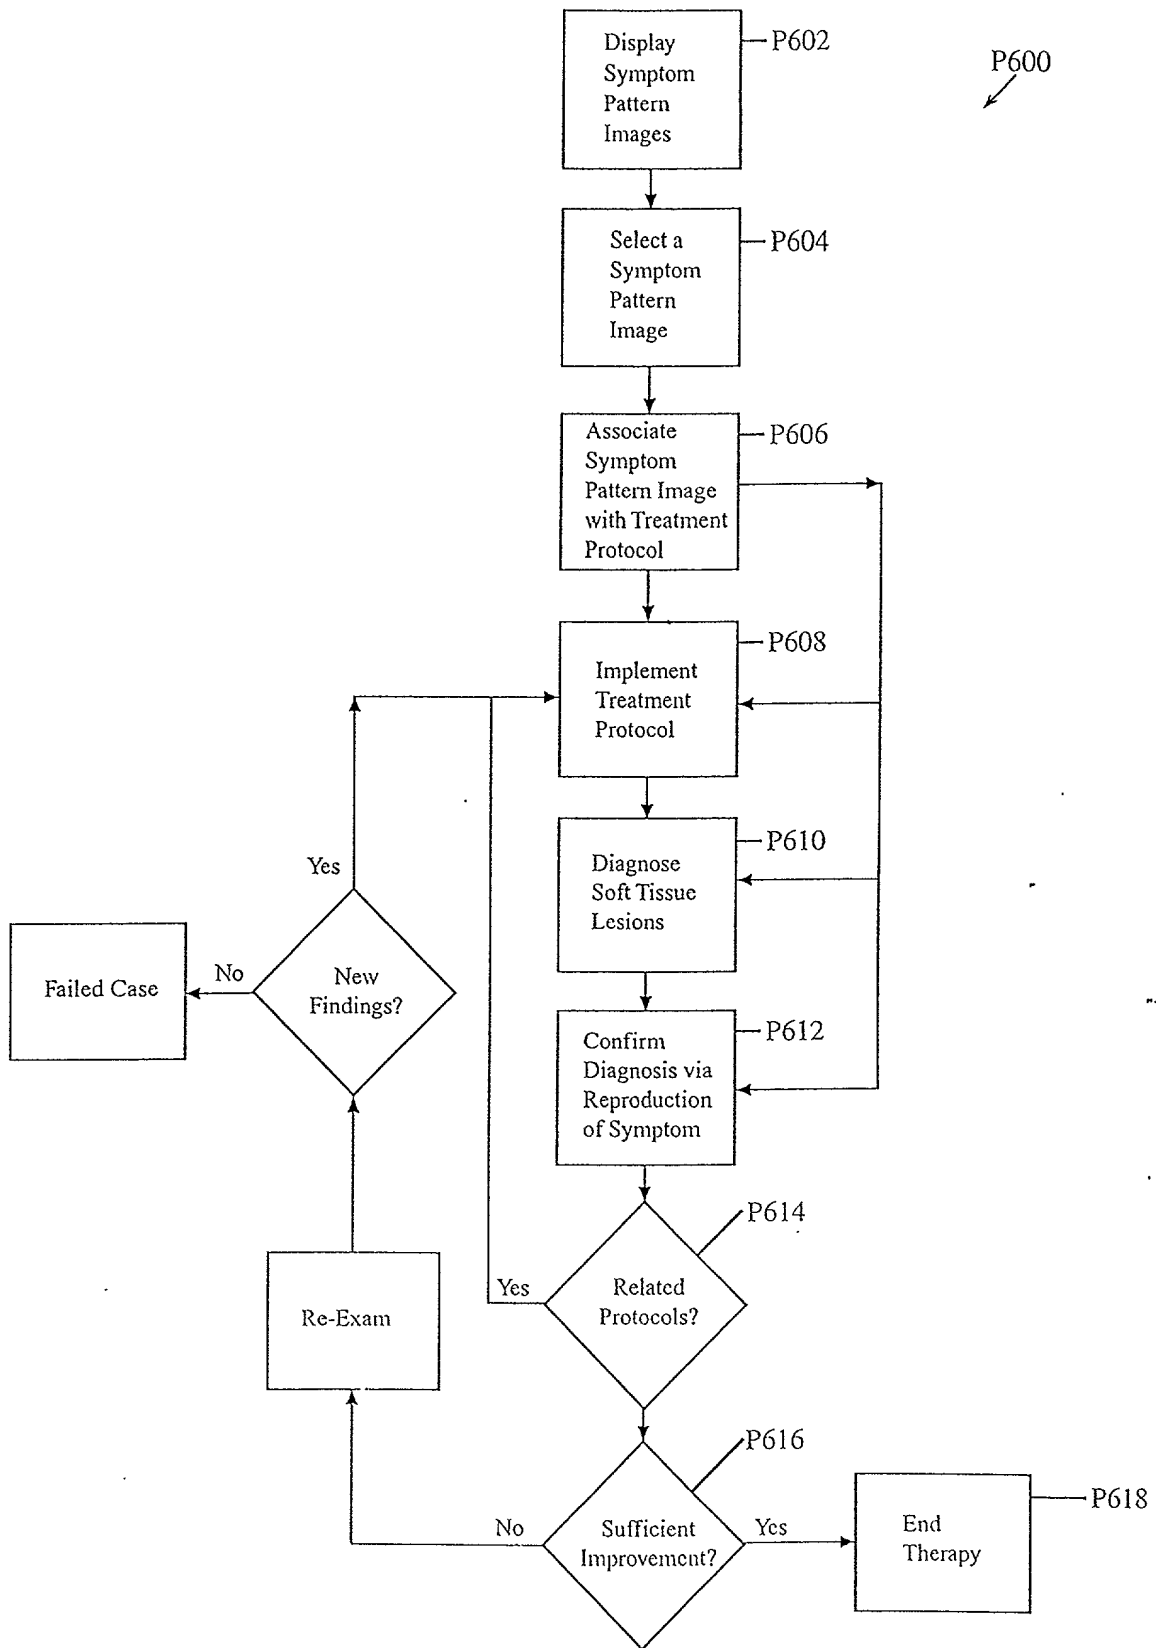 Display
Symptom
Pattern
Images
P602
P600
Select a
Symptom
Pattern
Image
P604
Associate
Symptom
Pattern Image
with Treatment
Protocol
P606
Implement
Treatment
Protocol
P608
Diagnose
Soft Tissue
Lesions
P610
Yes
New
Findings?
No
Failed Case
Confirm
Diagnosis via
Reproduction
of Symptom
P612
P614
Related
Protocols?
Yes
Re-Exam
P616
Sufficient
Improvement?
No
Yes
End
Therapy
P618